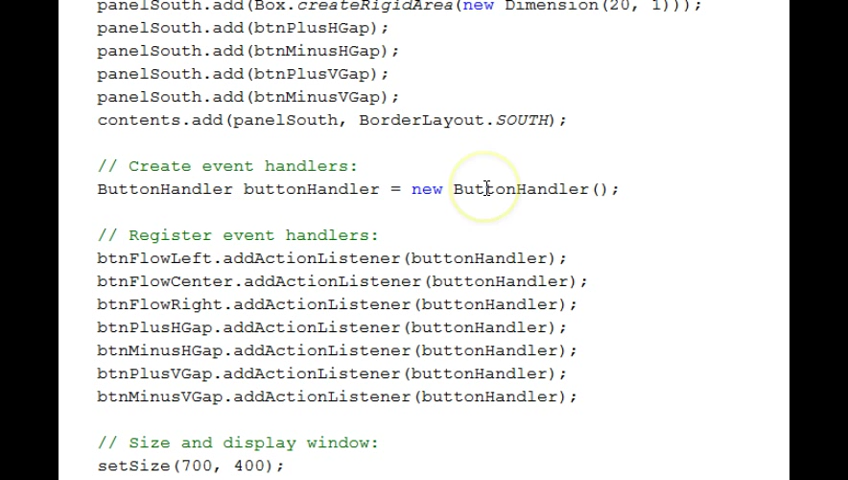 panelSouth.add(Box.createRigidArea(new Dimension(20, 1)));
panelSouth.add(btnPlusHGap);
panelSouth.add(btnMinusHGap);
panelSouth.add(btnPlusVGap);
panelSouth.add(btnMinusVGap);
contents.add(panelSouth, BorderLayout.SOUTH);
// Create event handlers:
ButtonHandler buttonHandler = new ButtonHandler();
// Register event handlers:
btnFlowLeft.addActionListener(buttonHandler);
btnFlowCenter.addActionListener(buttonHandler);
btnFlowRight.addActionListener(buttonHandler);
btnPlusHGap.addActionListener(buttonHandler);
btnMinusHGap.addActionListener(buttonHandler);
btnPlusVGap.addActionListener(buttonHandler);
btnMinusVGap.addActionListener(buttonHandler);
// Size and display window:
setSize(700, 400);